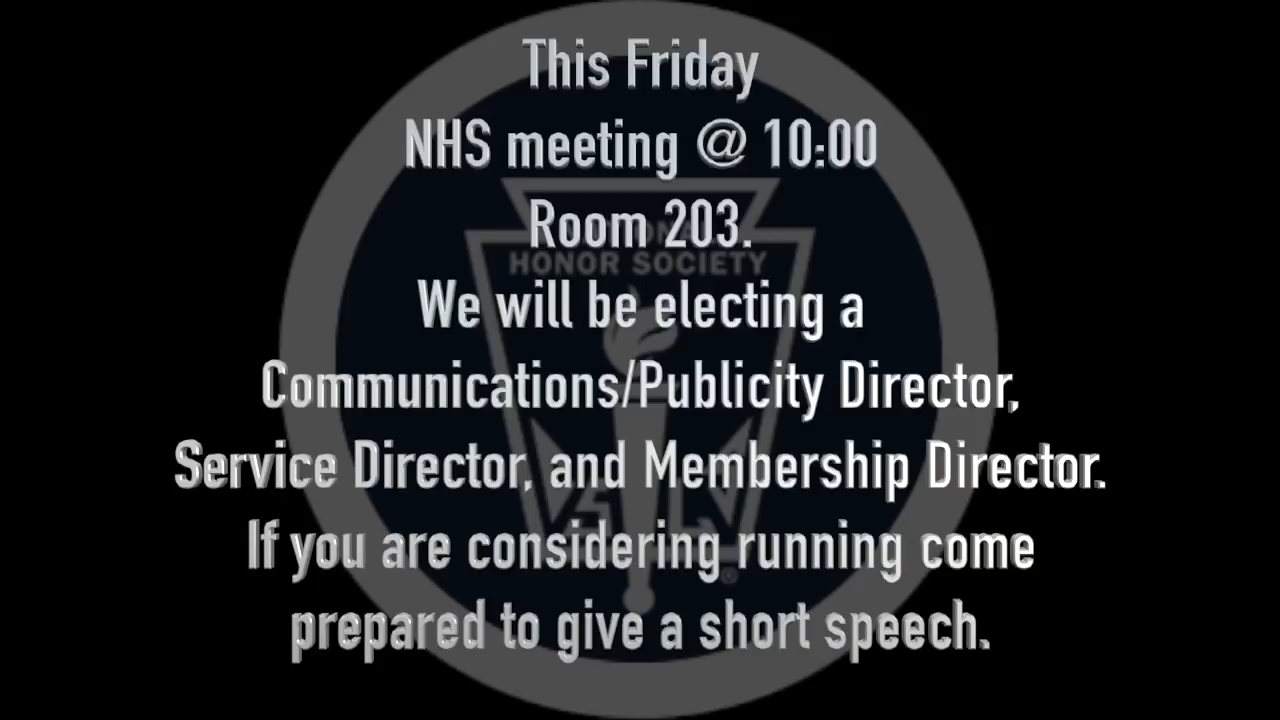 This Friday
NHS meeting @ 10:00
Room 203.
HONOR SOCIETY
We will be electing a
Communications/Publicity Director,
Service Director, and Membership Director.
If you are considering running come
prepared to give a short speech.